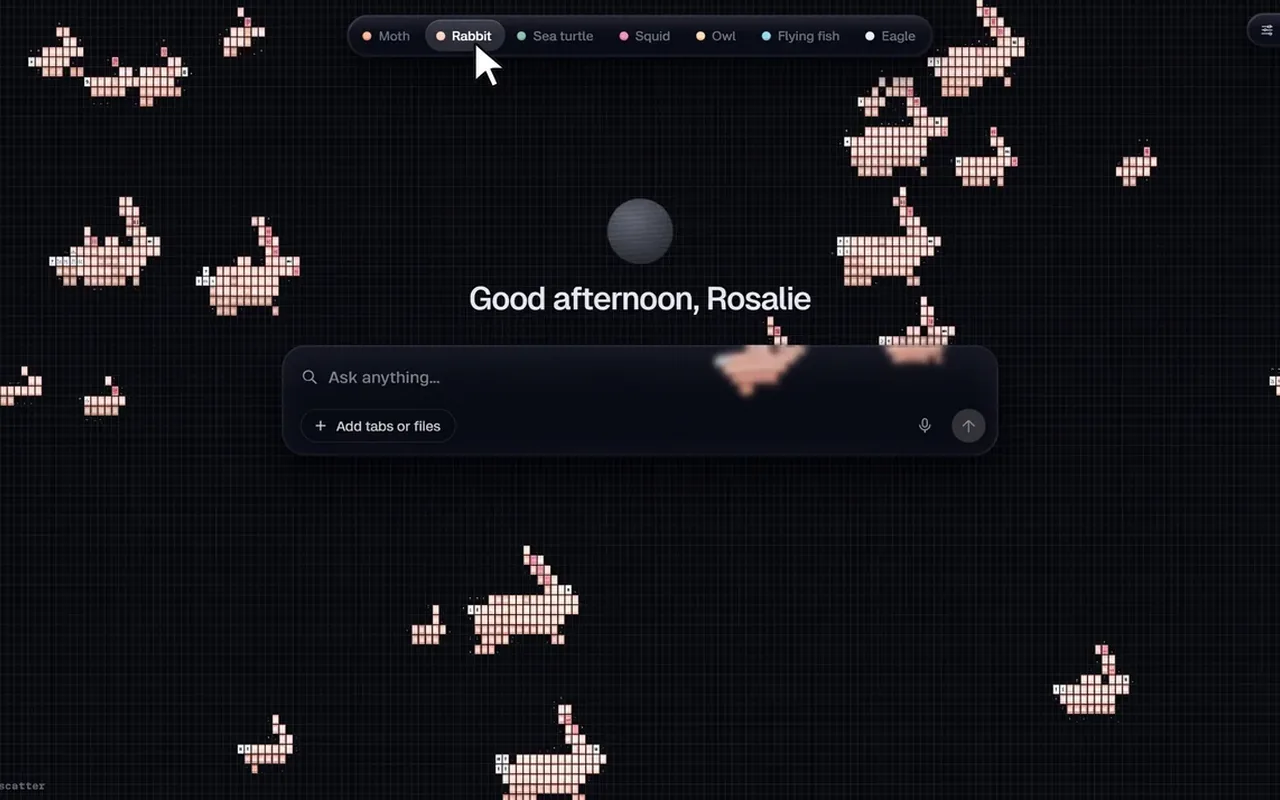 Moth
Rabbit
Sea turtle
Squid
Owl
Flying fish
Eagle
Good afternoon, Rosalie
Ask anything...
Add tabs or files
scatter